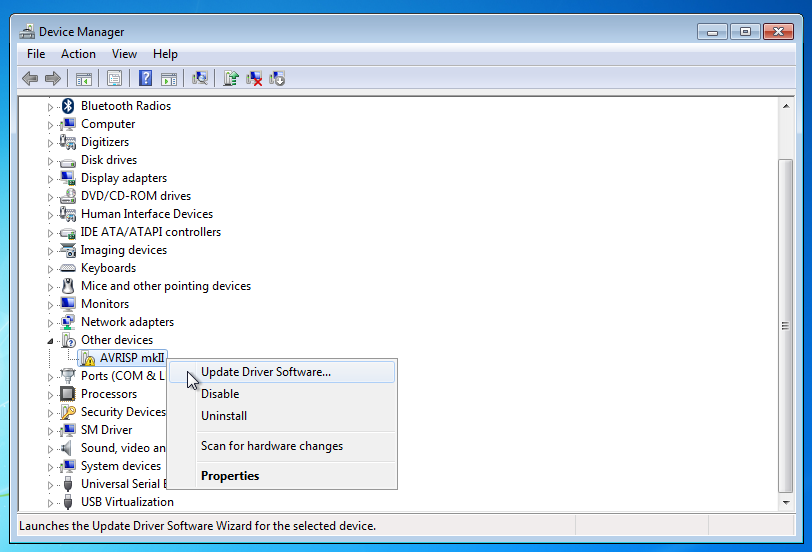 Device Manager
File Action View Help
Bluetooth Radios
Computer
Digitizers
Disk drives
Display adapters
DVD/CD-ROM drives
Human Interface Devices
IDE ATA/ATAPI controllers
Imaging devices
Keyboards
Mice and other pointing devices
Monitors
Network adapters
Other devices
AVRISP mkII
Ports (COM & L
Processors
Security Devices
SM Driver
Sound, video an
System devices
Universal Serial
USB Virtualization
Update Driver Software...
Disable
Uninstall
Scan for hardware changes
Properties
Launches the Update Driver Software Wizard for the selected device.